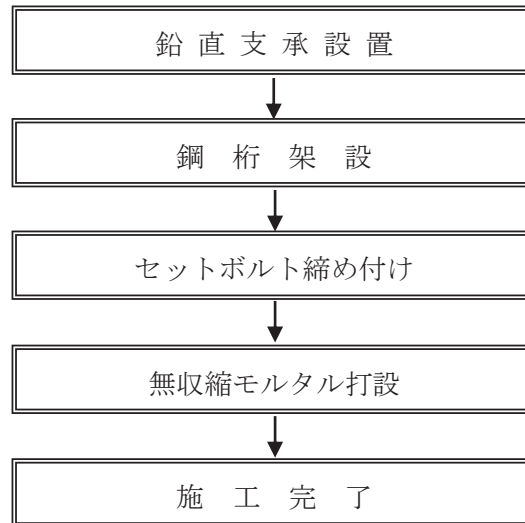 鉛直支承設置
鋼桁架設
セットボルト締め付け
無収縮モルタル打設
施工完了